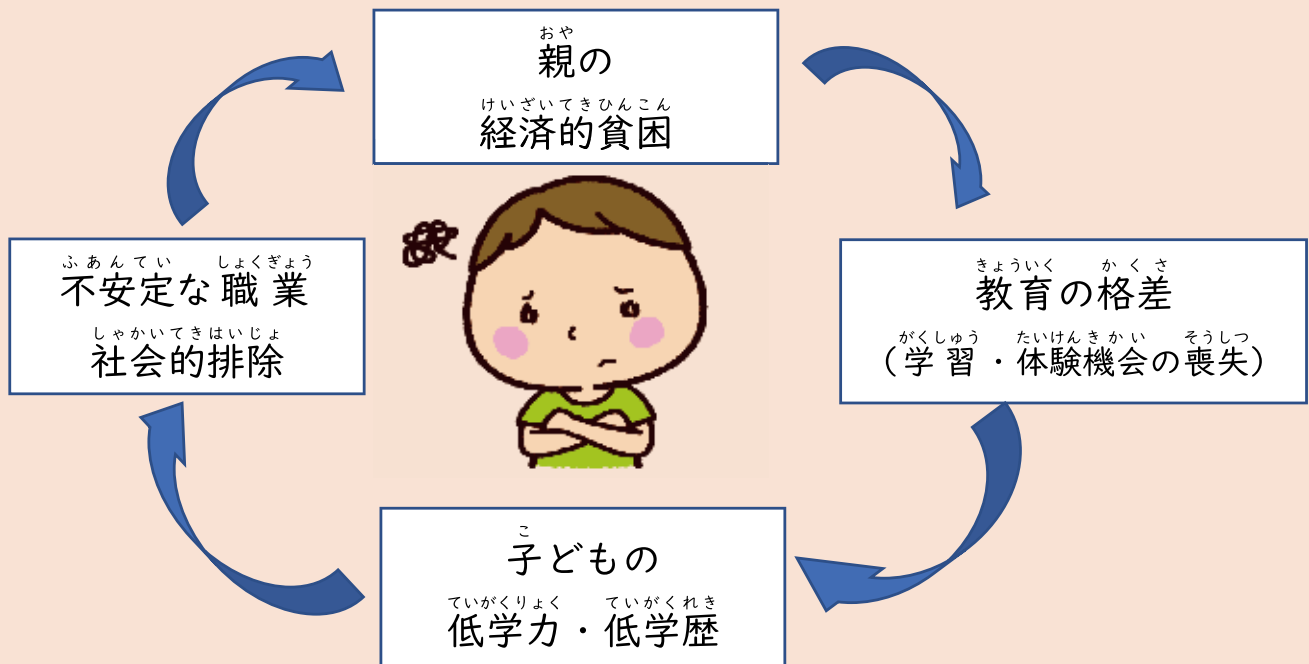 おや
親の
けいざいてきひんこん
経済的貧困
きょういく かくさ
教育の格差
がくしゅう たいけんきかい そうしつ
（学習・体験機会の喪失）
こ
子どもの
ていがくりょく ていがくれき
低学力・低学歴
ふあんてい しょくぎょう
不安定な職業
しゃかいてきはいじょ
社会的排除